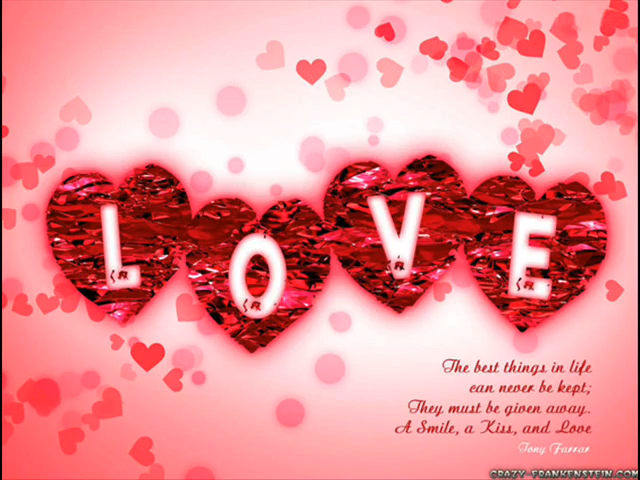 LOVE
The best things in life
can never be kept;
They must be given away.
A Smile, a Kiss, and Love
Tony Farrar
CRAZY-FRANKENSTEIN.COM